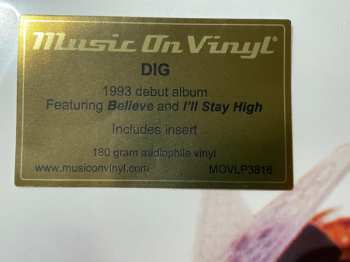 Music On Vinyl®
DIG
1993 debut album
Featuring Believe and I'll Stay High
Includes insert
180 gram audiophile vinyl
www.musiconvinyl.com MOVLP3816